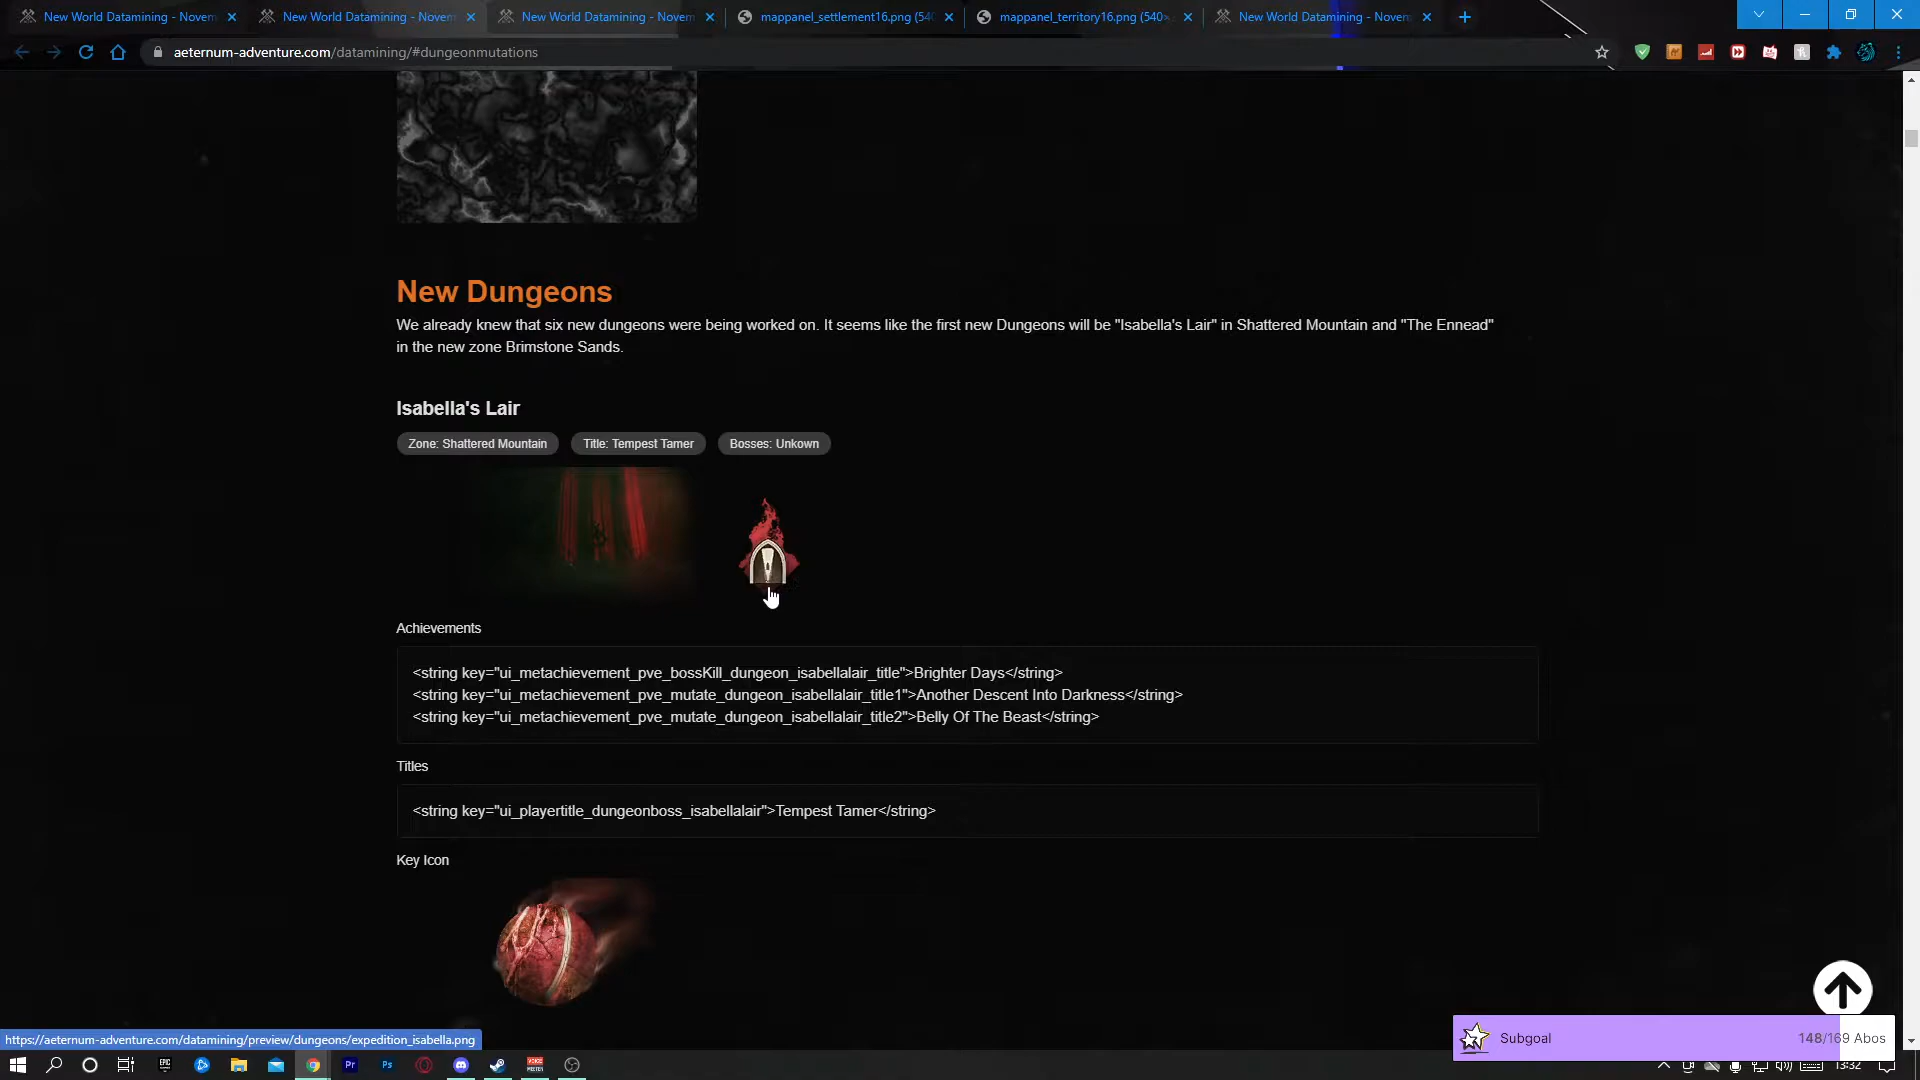 New World Datamining - Novem
New World Datamining - Novem
New World Datamining - Novem
mappanel_settlement16.png (540
mappanel_territory16.png (540×
New World Datamining - Novem
aeternum-adventure.com/datamining/#dungeonmutations
New Dungeons
We already knew that six new dungeons were being worked on. It seems like the first new Dungeons will be "Isabella's Lair" in Shattered Mountain and "The Ennead"
in the new zone Brimstone Sands.
Isabella's Lair
Zone: Shattered Mountain
Title: Tempest Tamer
Bosses: Unkown
Achievements
<string key="ui_metachievement_pve_bossKill_dungeon_isabellalair_title">Brighter Days</string>
<string key="ui_metachievement_pve_mutate_dungeon_isabellalair_title1">Another Descent Into Darkness</string>
<string key="ui_metachievement_pve_mutate_dungeon_isabellalair_title2">Belly Of The Beast</string>
Titles
<string key="ui_playertitle_dungeonboss_isabellalair">Tempest Tamer</string>
Key Icon
https://aeternum-adventure.com/datamining/preview/dungeons/expedition_isabella.png
Subgoal
148/169 Abos
EPIC
Pr
Ps
13:32